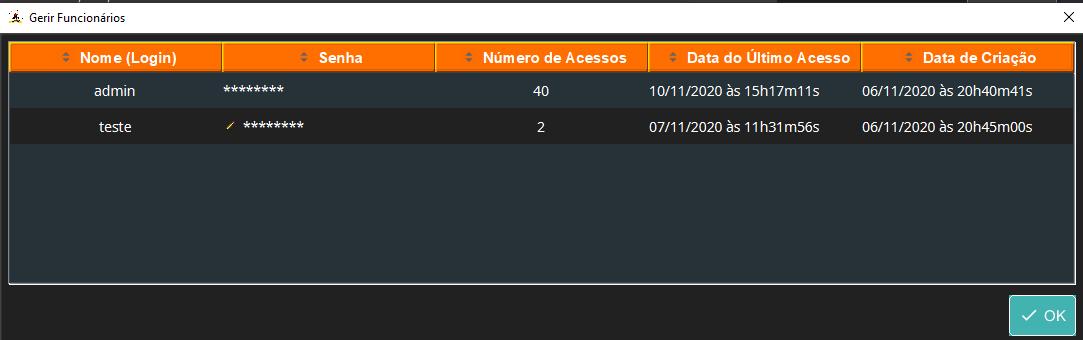 Gerir Funcionários
Nome (Login) Senha Número de Acessos Data do Último Acesso Data de Criação
admin ******** 40 10/11/2020 às 15h17m11s 06/11/2020 às 20h40m41s
teste ******** 2 07/11/2020 às 11h31m56s 06/11/2020 às 20h45m00s
OK